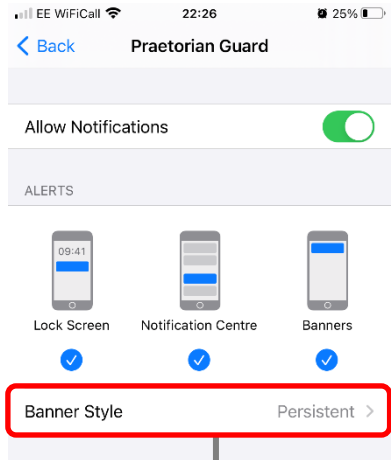 EE WiFiCall 22:26 25%
Back Praetorian Guard
Allow Notifications
ALERTS
09:41
Lock Screen Notification Centre Banners
Banner Style Persistent